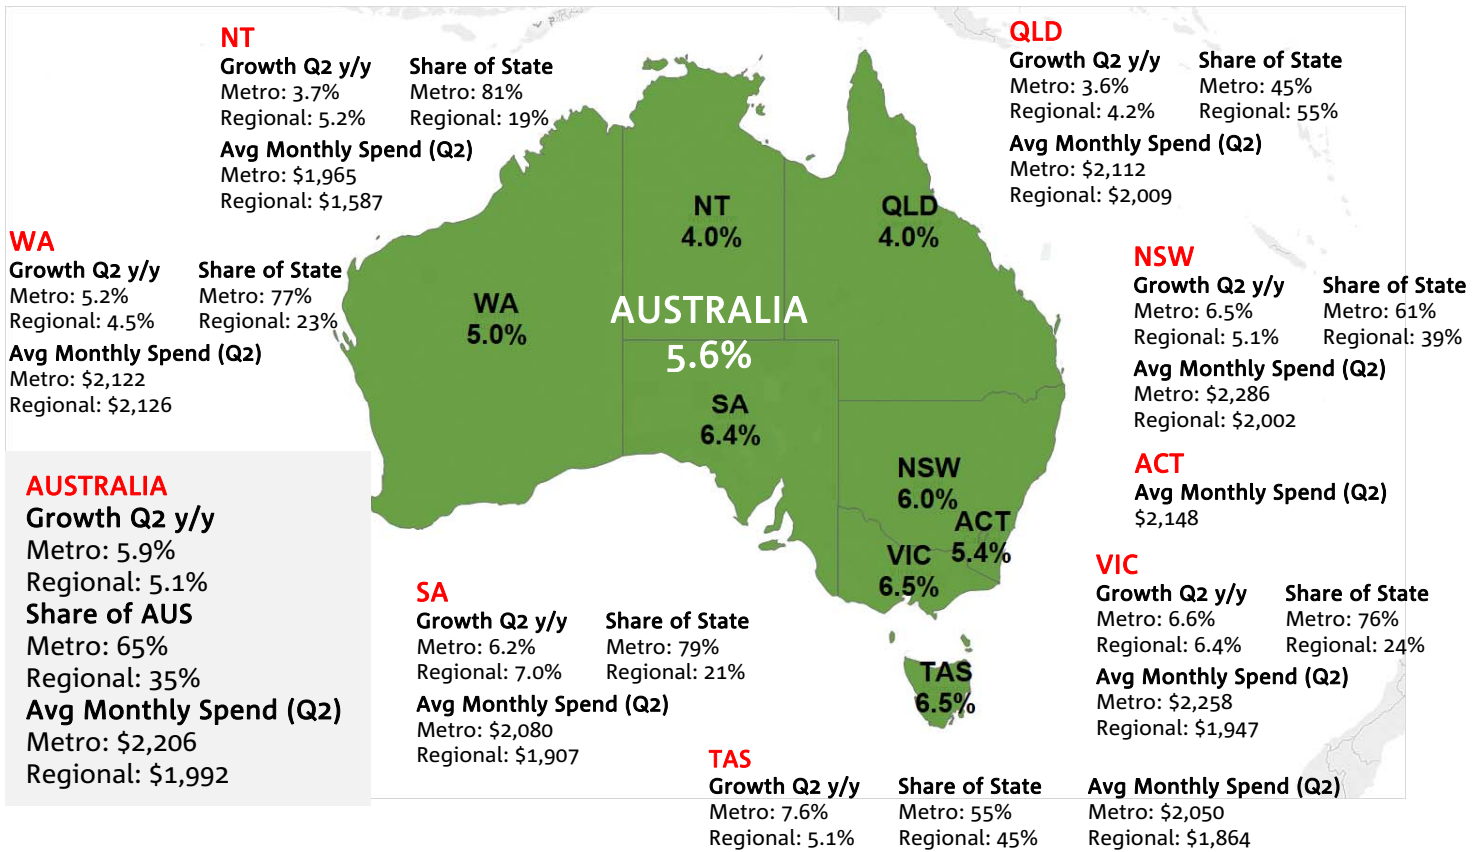 NT
Growth Q2 y/y Share of State
Metro: 3.7% Metro: 81%
Regional: 5.2% Regional: 19%
Avg Monthly Spend (Q2)
Metro: $1,965
Regional: $1,587
QLD
Growth Q2 y/y Share of State
Metro: 3.6% Metro: 45%
Regional: 4.2% Regional: 55%
Avg Monthly Spend (Q2)
Metro: $2,112
Regional: $2,009
WA
Growth Q2 y/y Share of State
Metro: 5.2% Metro: 77%
Regional: 4.5% Regional: 23%
Avg Monthly Spend (Q2)
Metro: $2,122
Regional: $2,126
NT
4.0%
QLD
4.0%
WA
5.0%
AUSTRALIA
5.6%
SA
6.4%
NSW
6.0%
ACT
5.4%
VIC
6.5%
TAS
6.5%
NSW
Growth Q2 y/y Share of State
Metro: 6.5% Metro: 61%
Regional: 5.1% Regional: 39%
Avg Monthly Spend (Q2)
Metro: $2,286
Regional: $2,002
ACT
Avg Monthly Spend (Q2)
$2,148
AUSTRALIA
Growth Q2 y/y
Metro: 5.9%
Regional: 5.1%
Share of AUS
Metro: 65%
Regional: 35%
Avg Monthly Spend (Q2)
Metro: $2,206
Regional: $1,992
SA
Growth Q2 y/y Share of State
Metro: 6.2% Metro: 79%
Regional: 7.0% Regional: 21%
Avg Monthly Spend (Q2)
Metro: $2,080
Regional: $1,907
VIC
Growth Q2 y/y Share of State
Metro: 6.6% Metro: 76%
Regional: 6.4% Regional: 24%
Avg Monthly Spend (Q2)
Metro: $2,258
Regional: $1,947
TAS
Growth Q2 y/y Share of State Avg Monthly Spend (Q2)
Metro: 7.6% Metro: 55% Metro: $2,050
Regional: 5.1% Regional: 45% Regional: $1,864